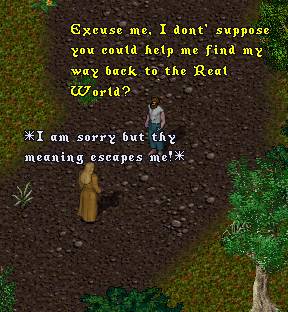 Excuse me, I dont' suppose
you could help me find my
way back to the Real
World?
*I am sorry but thy
meaning escapes me!*